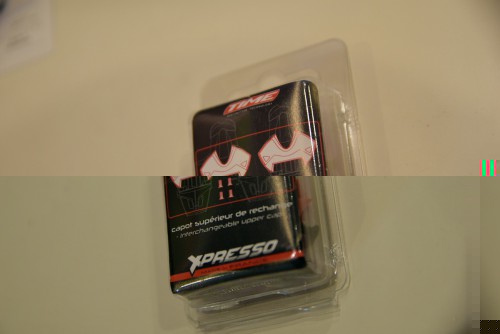 TIME
capot supérieur de rechange
- interchangeable upper cap
XPRESSO